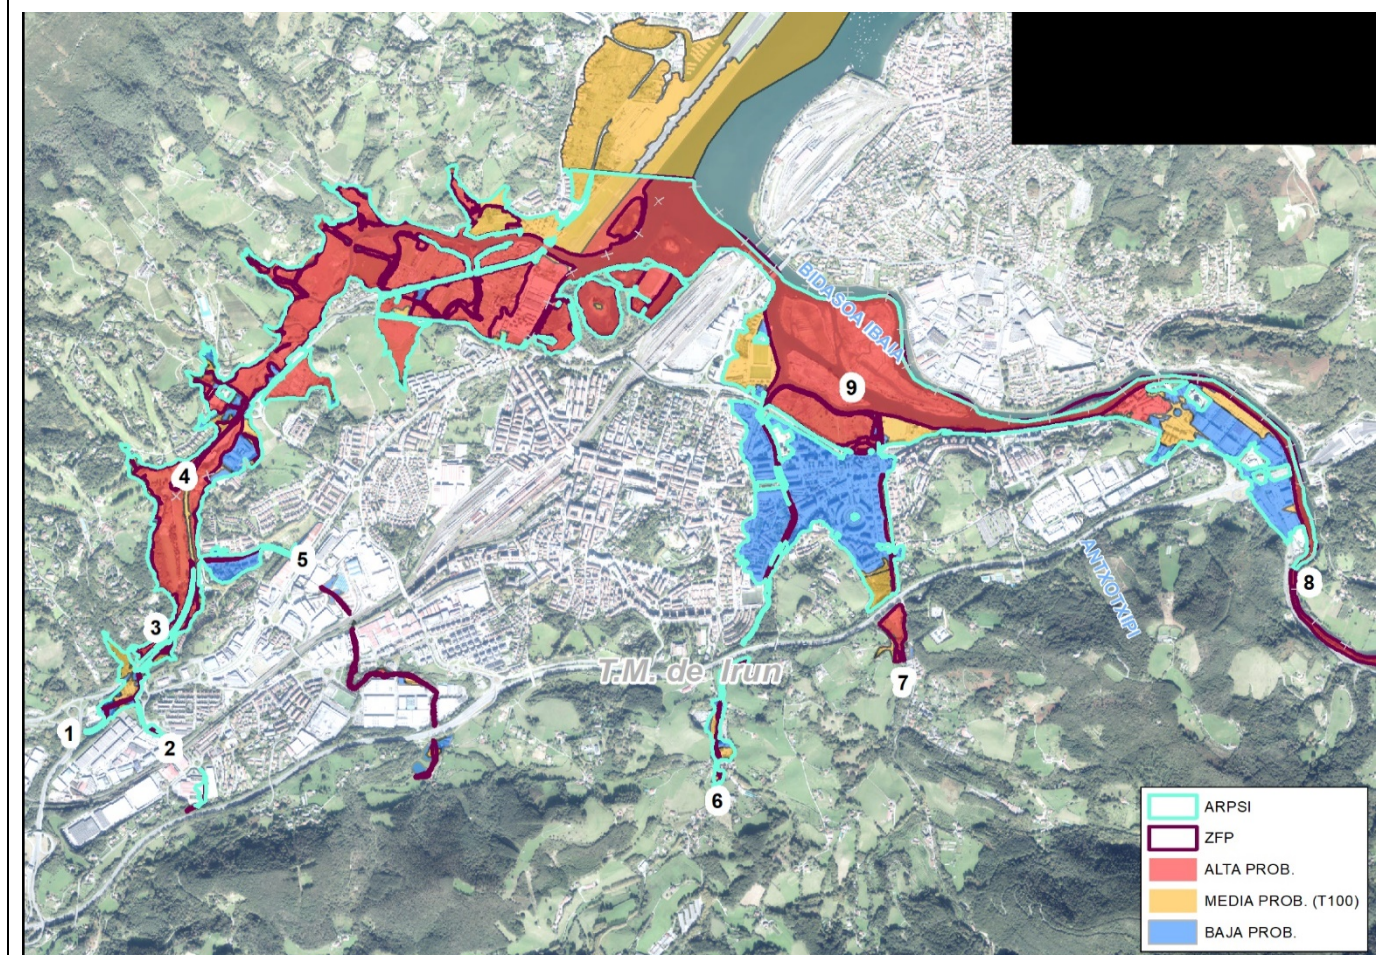 BIDASOA IBAIA
9
4
5
ANTXOTXIPI
8
3
T.M. de Irun
7
1
2
6
ARPSI
ZFP
ALTA PROB.
MEDIA PROB. (T100)
BAJA PROB.